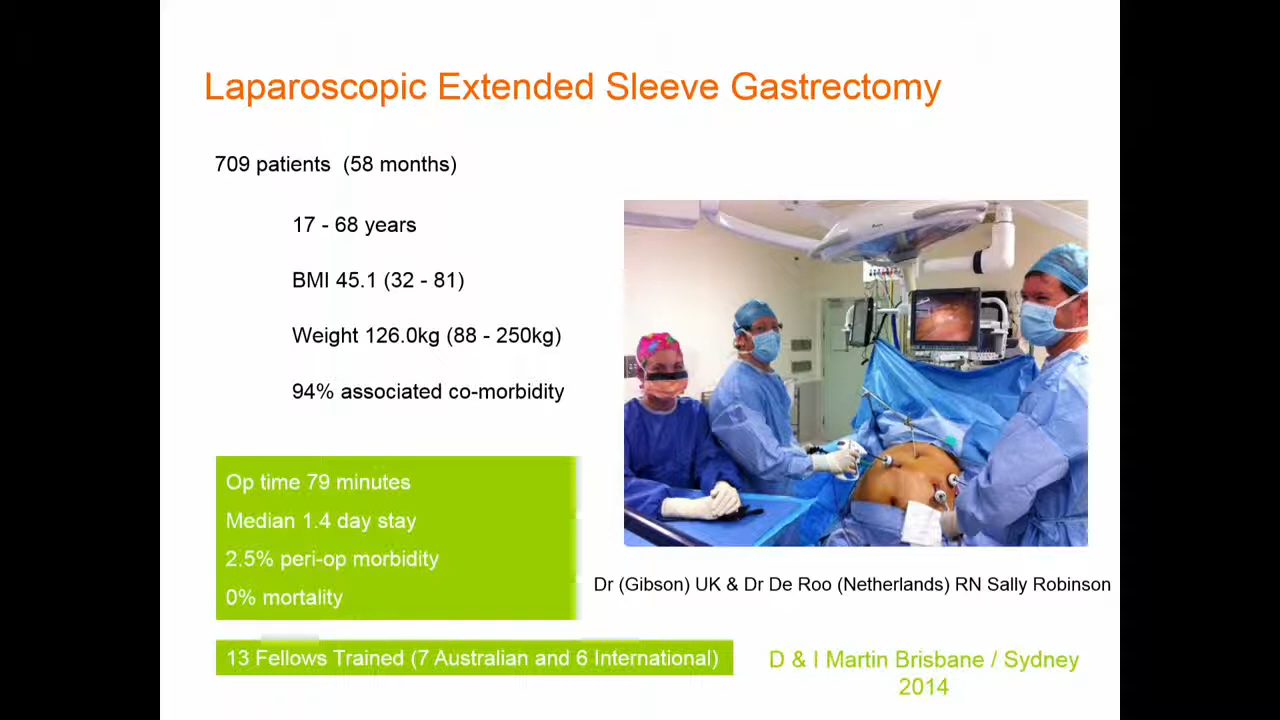 Laparoscopic Extended Sleeve Gastrectomy
709 patients (58 months)
17 - 68 years
BMI 45.1 (32 - 81)
Weight 126.0kg (88 - 250kg)
94% associated co-morbidity
Op time 79 minutes
Median 1.4 day stay
2.5% peri-op morbidity
0% mortality
Dr (Gibson) UK & Dr De Roo (Netherlands) RN Sally Robinson
13 Fellows Trained (7 Australian and 6 International)
D & I Martin Brisbane / Sydney
2014